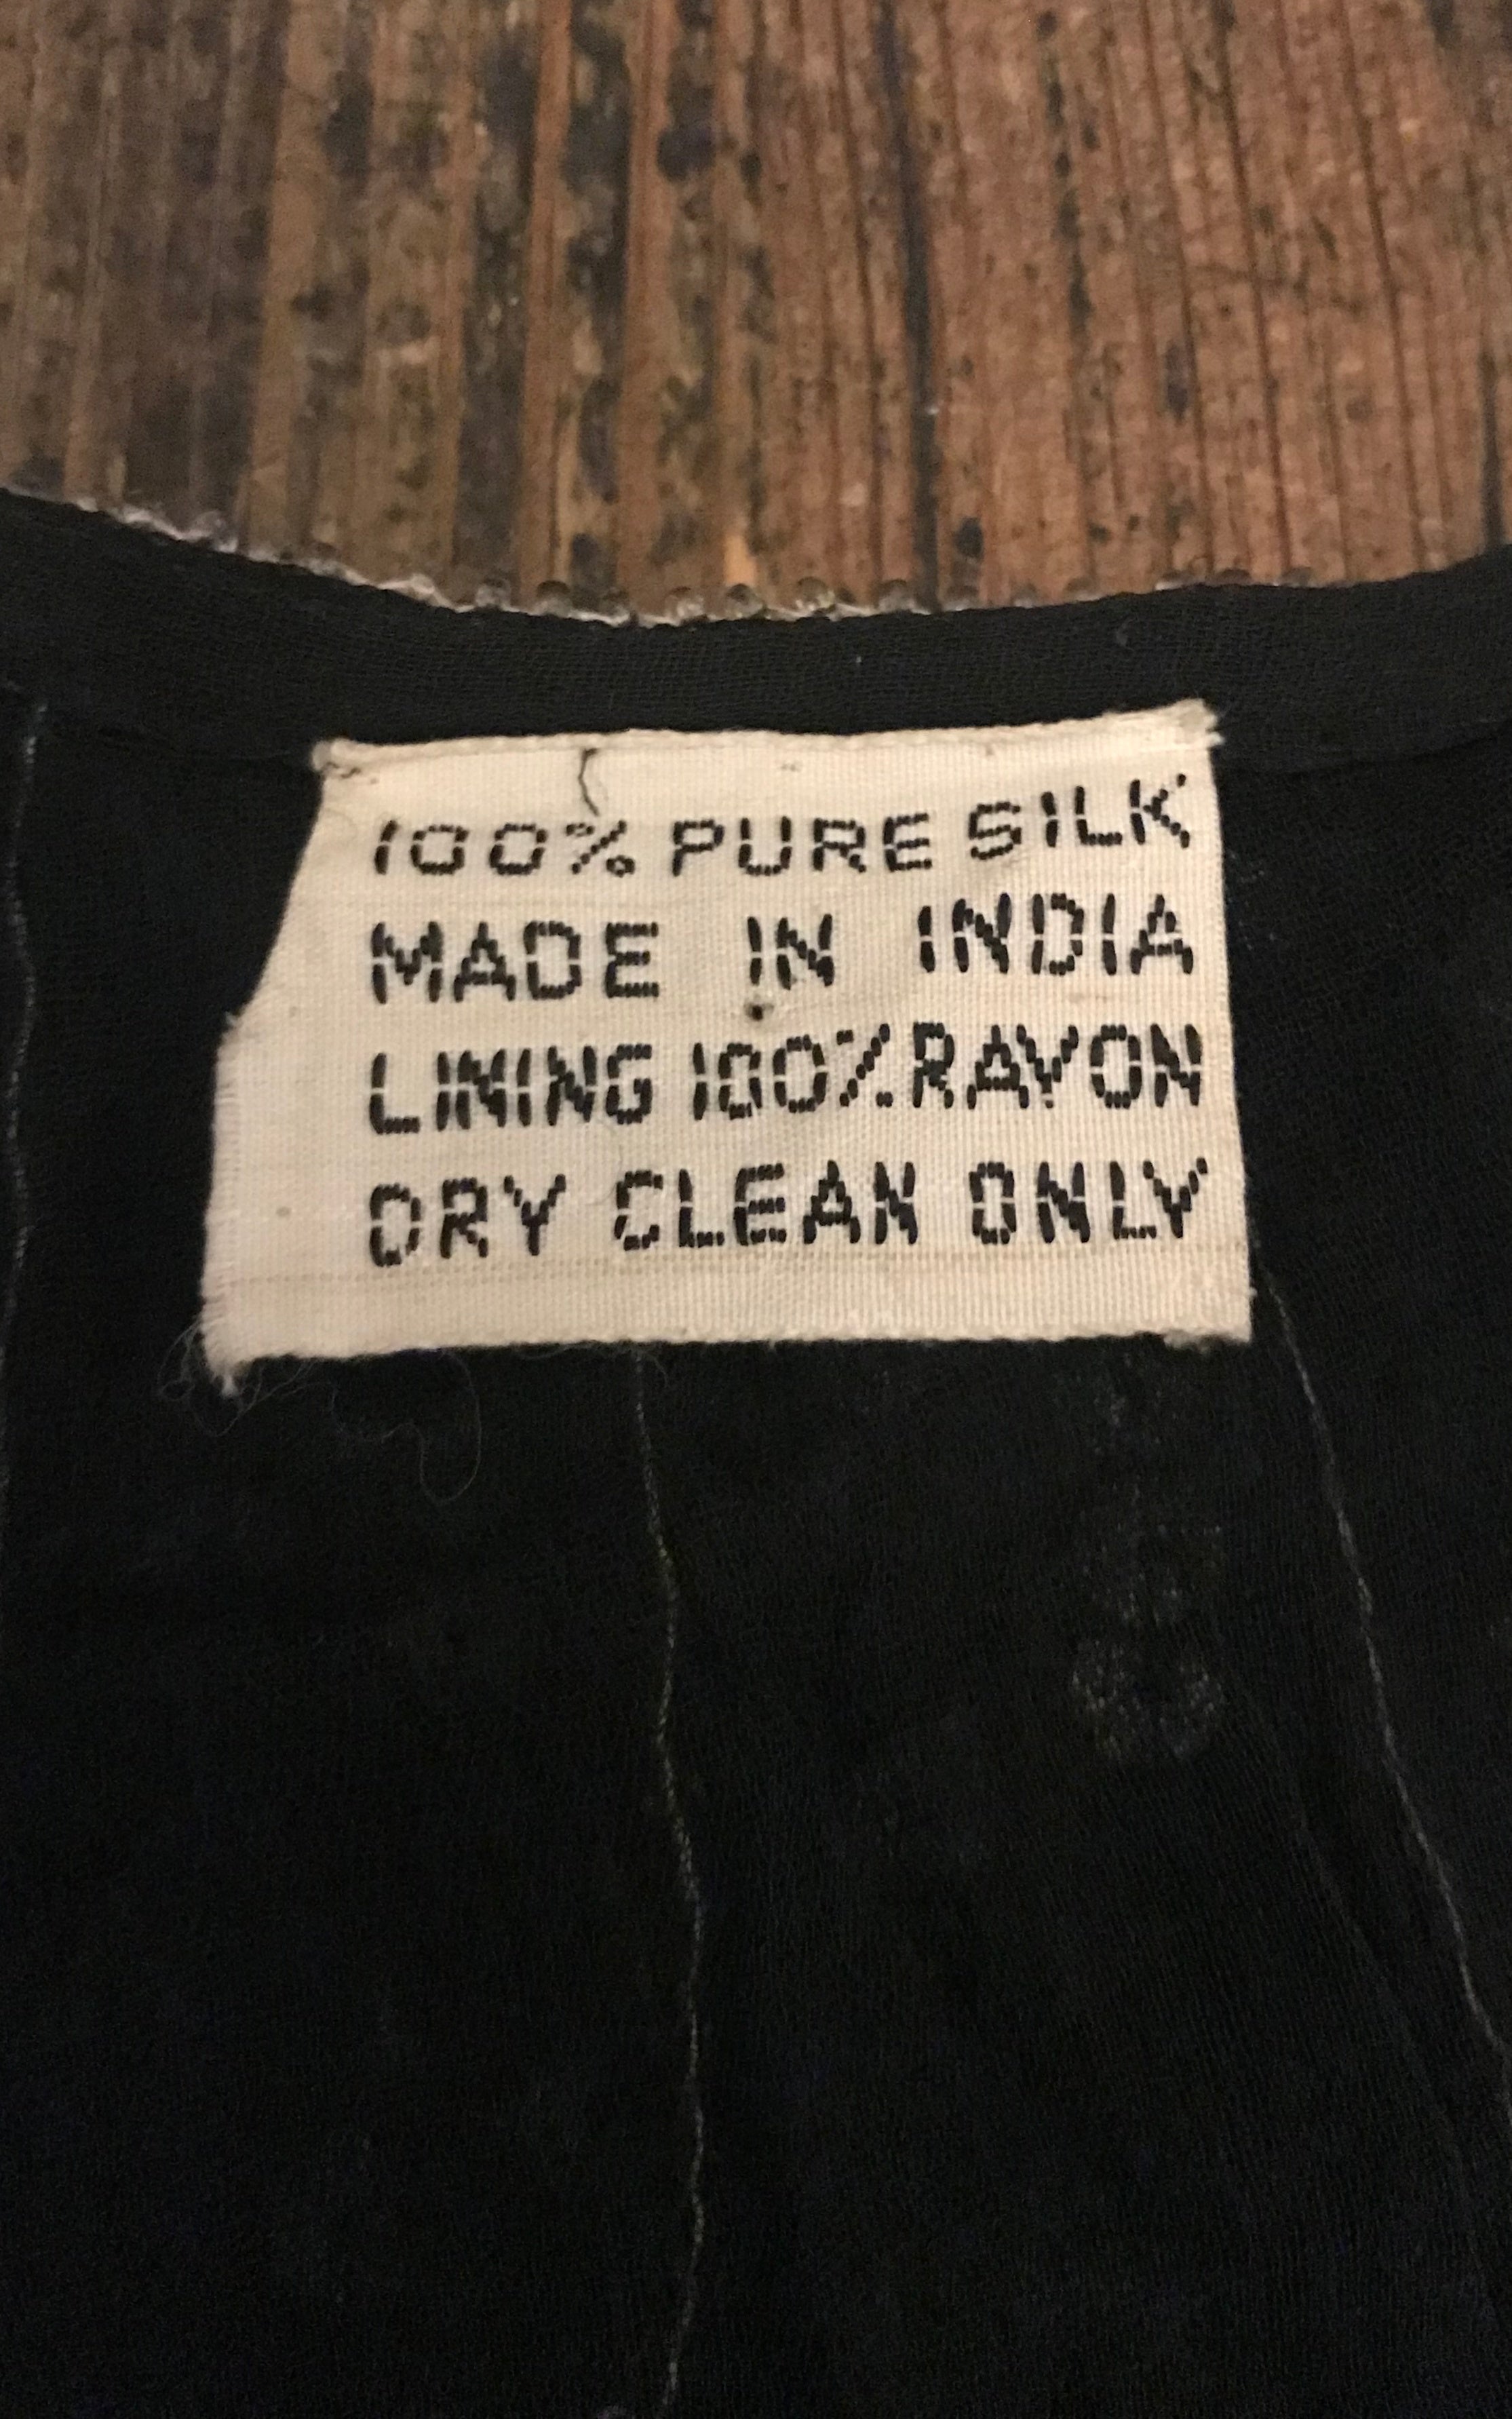 100% PURE SILK
MADE IN INDIA
LINING 100% RAYON
DRY CLEAN ONLY